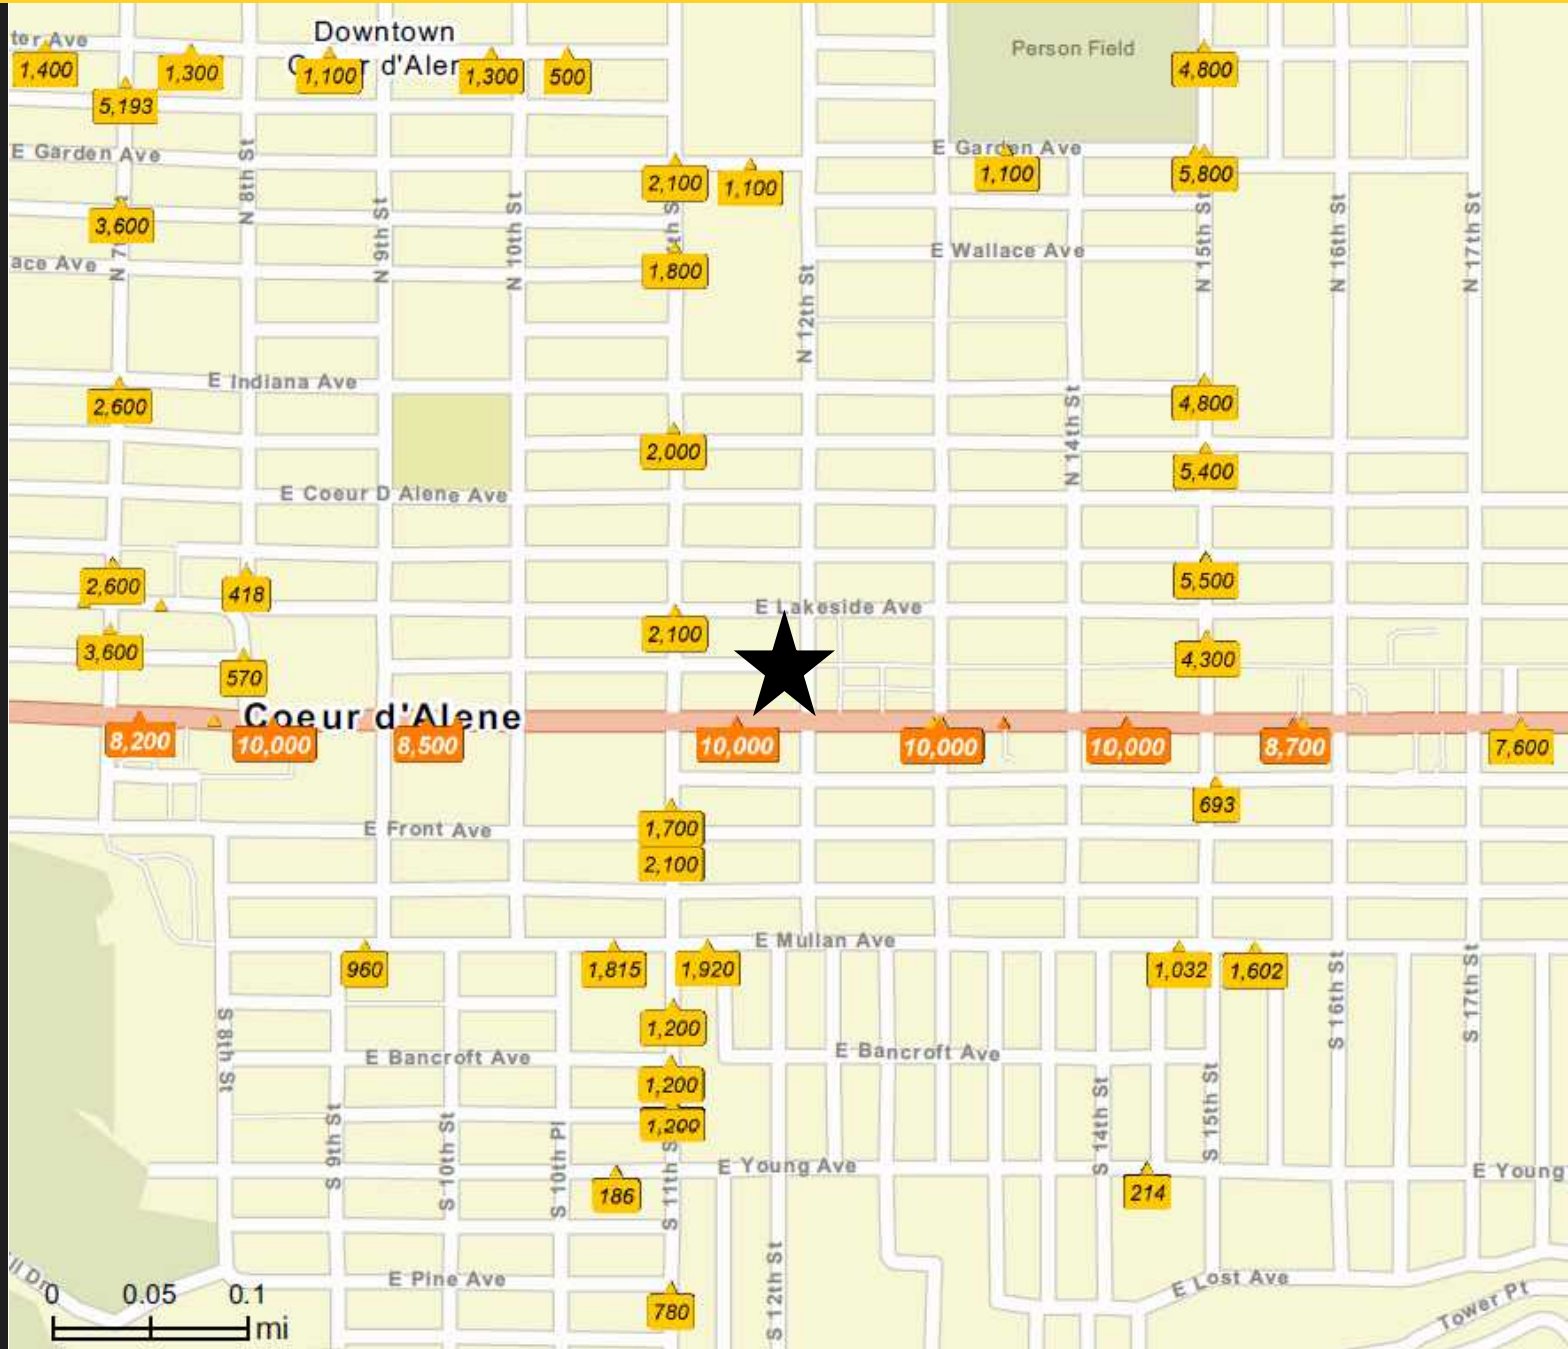 Downtown
ter Ave
Person Field
1,400
1,300
1,100
d'Alen
1,300
500
4,800
5,193
E Garden Ave
E Garden Ave
N 8th St
2,100
1,100
1,100
5,800
3,600
N 9th St
N 10th St
N 15th St
N 16th St
N 17th St
ace Ave
1,800
E Wallace Ave
N 12th St
E Indiana Ave
2,600
4,800
N 14th St
2,000
5,400
E Coeur D Alene Ave
2,600
418
5,500
E Lakeside Ave
2,100
3,600
570
4,300
Coeur d'Alene
8,200
10,000
8,500
10,000
10,000
10,000
8,700
7,600
693
E Front Ave
1,700
2,100
E Mullan Ave
960
1,815
1,920
1,032
1,602
S 16th St
S 17th St
1,200
S 8th St
E Bancroft Ave
E Bancroft Ave
1,200
1,200
S 9th St
S 10th St
S 10th Pl
S 11th S
S 14th St
S 15th St
E Young Ave
E Young
186
214
E Pine Ave
S 12th St
E Lost Ave
780
Tower Pt
ll Dr
0 0.05 0.1
mi